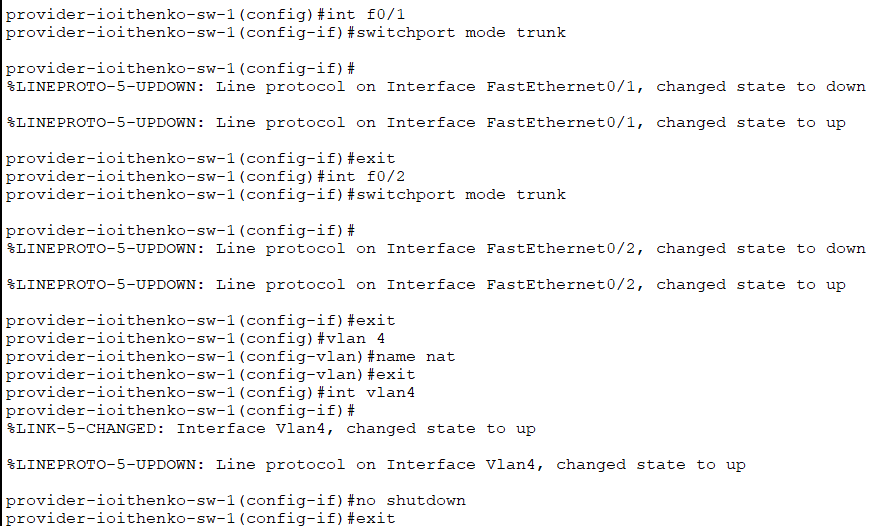 provider-ioithenko-sw-1(config)#int f0/1
provider-ioithenko-sw-1(config-if)#switchport mode trunk
provider-ioithenko-sw-1(config-if)#
%LINEPROTO-5-UPDOWN: Line protocol on Interface FastEthernet0/1, changed state to down
%LINEPROTO-5-UPDOWN: Line protocol on Interface FastEthernet0/1, changed state to up
provider-ioithenko-sw-1(config-if)#exit
provider-ioithenko-sw-1(config)#int f0/2
provider-ioithenko-sw-1(config-if)#switchport mode trunk
provider-ioithenko-sw-1(config-if)#
%LINEPROTO-5-UPDOWN: Line protocol on Interface FastEthernet0/2, changed state to down
%LINEPROTO-5-UPDOWN: Line protocol on Interface FastEthernet0/2, changed state to up
provider-ioithenko-sw-1(config-if)#exit
provider-ioithenko-sw-1(config)#vlan 4
provider-ioithenko-sw-1(config-vlan)#name nat
provider-ioithenko-sw-1(config-vlan)#exit
provider-ioithenko-sw-1(config)#int vlan4
provider-ioithenko-sw-1(config-if)#
%LINK-5-CHANGED: Interface Vlan4, changed state to up
%LINEPROTO-5-UPDOWN: Line protocol on Interface Vlan4, changed state to up
provider-ioithenko-sw-1(config-if)#no shutdown
provider-ioithenko-sw-1(config-if)#exit